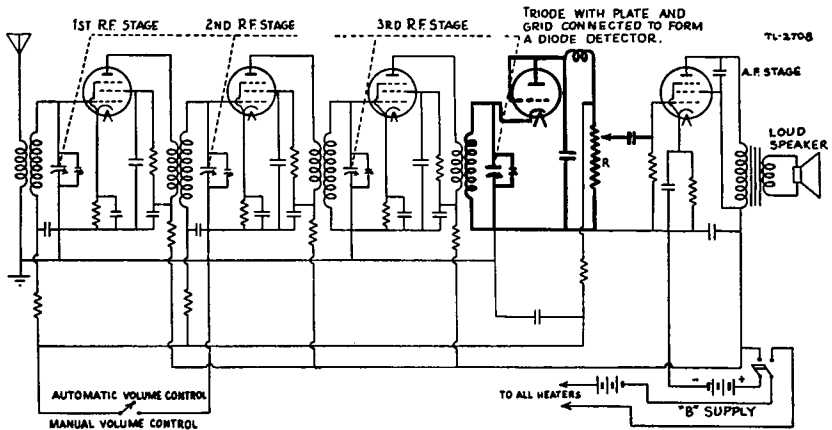 1ST R.F. STAGE
2ND R.F. STAGE
3RD R.F. STAGE
TRIODE WITH PLATE AND
GRID CONNECTED TO FORM
A DIODE DETECTOR.
TL-2708
A.F. STAGE
LOUD
SPEAKER
R
AUTOMATIC VOLUME CONTROL
MANUAL VOLUME CONTROL
TO ALL HEATERS
- +
"B" SUPPLY